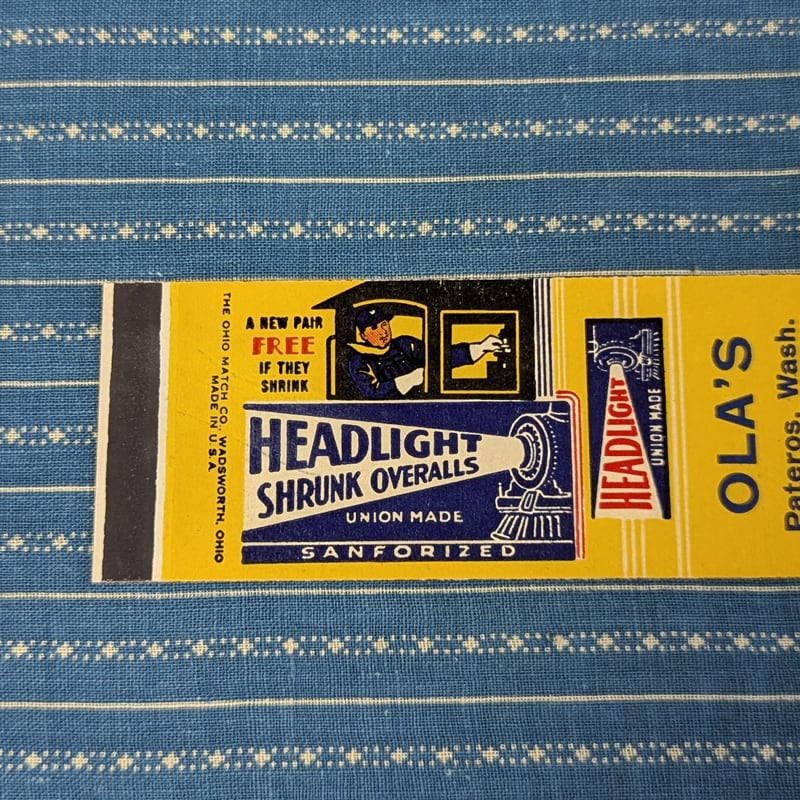 THE OHIO MATCH CO., WADSWORTH, OHIO
MADE IN U.S.A.
A NEW PAIR
FREE
IF THEY
SHRINK
HEADLIGHT
SHRUNK OVERALLS
UNION MADE
SANFORIZED
HEADLIGHT
UNION MADE
OLA'S
Pateros, Wash.